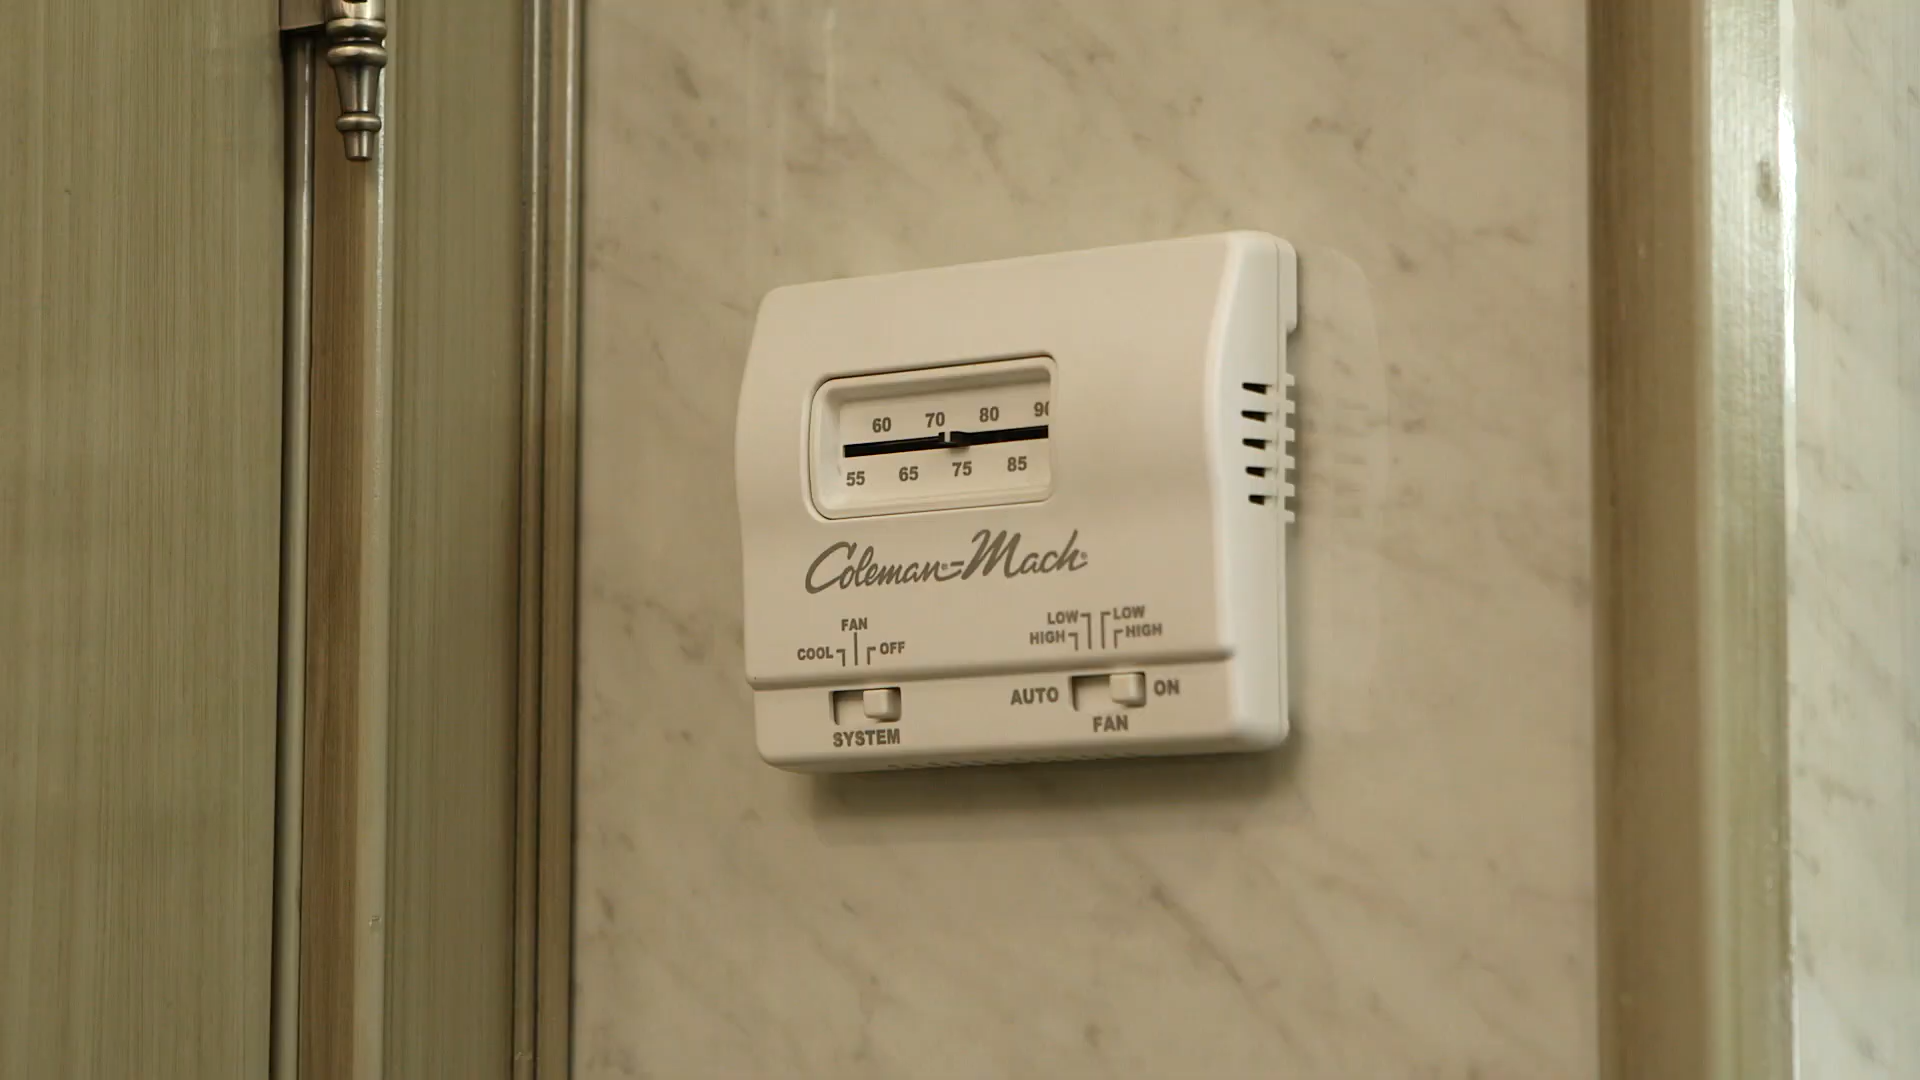 60 70 80 90
55 65 75 85
Coleman®-Mach®
FAN
COOL OFF
LOW LOW
HIGH HIGH
AUTO ON
SYSTEM FAN